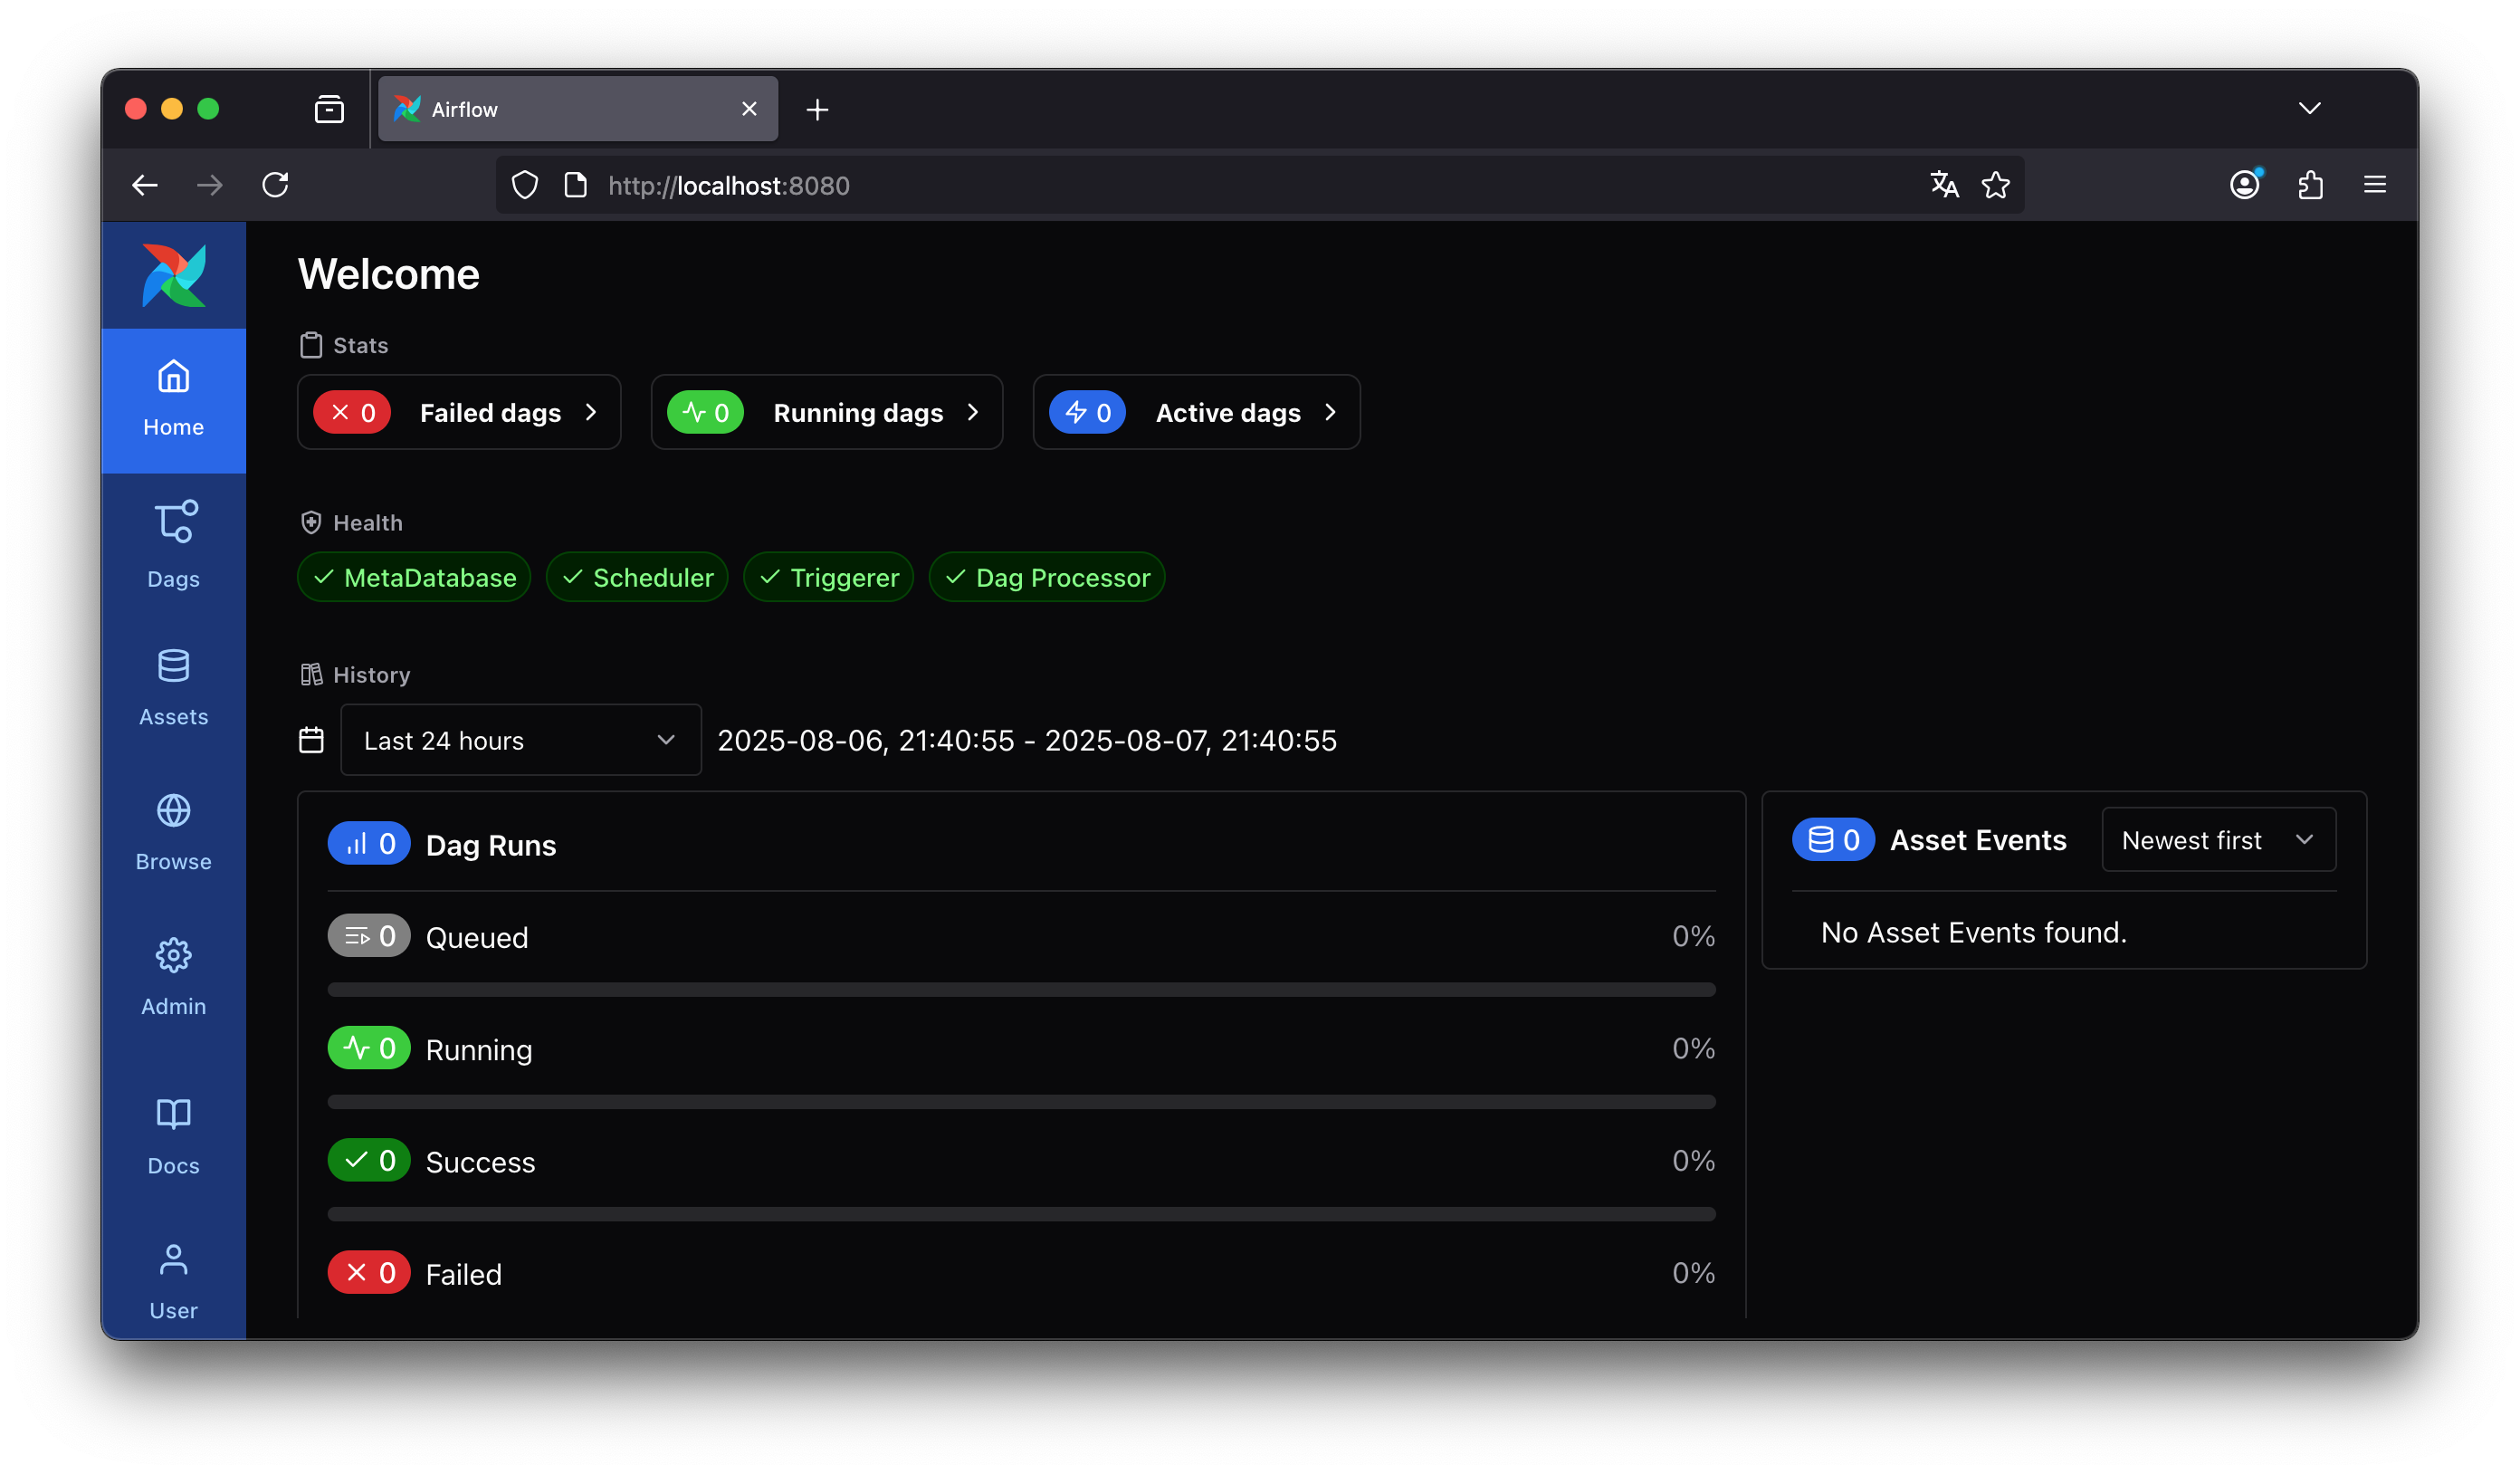 Airflow
http://localhost:8080
Welcome
Stats
0 Failed dags
0 Running dags
0 Active dags
Health
MetaDatabase
Scheduler
Triggerer
Dag Processor
History
Last 24 hours
2025-08-06, 21:40:55 - 2025-08-07, 21:40:55
0 Dag Runs
0 Queued 0%
0 Running 0%
0 Success 0%
0 Failed 0%
0 Asset Events
Newest first
No Asset Events found.
Home
Dags
Assets
Browse
Admin
Docs
User